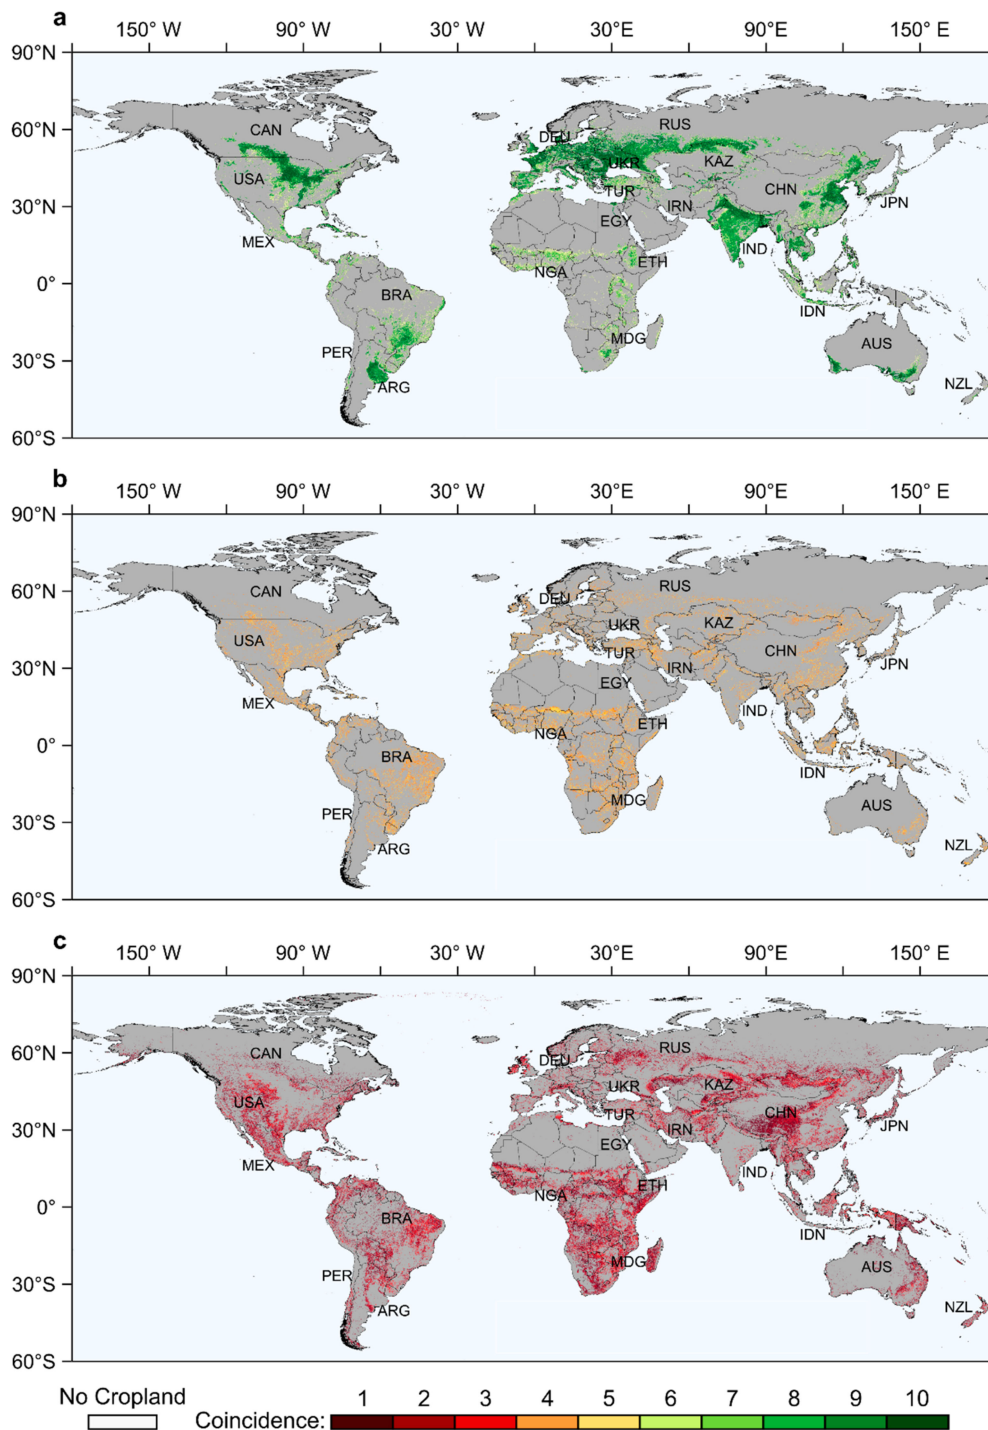 a
150° W 90° W 30° W 30° E 90° E 150° E
90°N
60°N
30°N
0°
30°S
60°S
CAN
USA
MEX
BRA
PER
ARG
DEU
UKR
TUR
RUS
KAZ
IRN
EGY
CHN
JPN
IND
NGA
ETH
IDN
MDG
AUS
NZL
b
150° W 90° W 30° W 30° E 90° E 150° E
90°N
60°N
30°N
0°
30°S
60°S
CAN
USA
MEX
BRA
PER
ARG
DEU
UKR
TUR
RUS
KAZ
IRN
EGY
CHN
JPN
IND
NGA
ETH
IDN
MDG
AUS
NZL
c
150° W 90° W 30° W 30° E 90° E 150° E
90°N
60°N
30°N
0°
30°S
60°S
CAN
USA
MEX
BRA
PER
ARG
DEU
UKR
TUR
RUS
KAZ
IRN
EGY
CHN
JPN
IND
NGA
ETH
IDN
MDG
AUS
NZL
No Cropland 1 2 3 4 5 6 7 8 9 10
Coincidence: